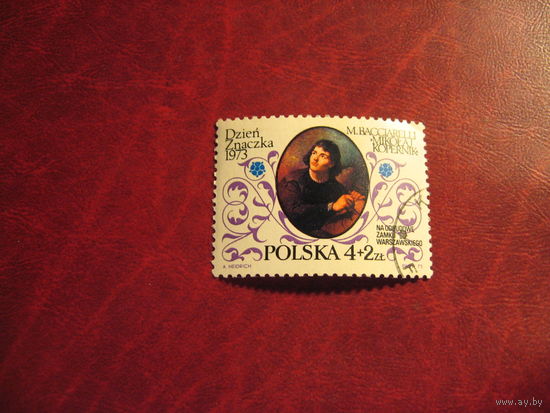 Dzień
Znaczka
1973
M. BACCIARELLI
"MIKOŁAJ
KOPERNIK"
NA ODBUDOWĘ
ZAMKU
WARSZAWSKIEGO
POLSKA 4+2 ZŁ
A. HEIDRICH
www.ay.by